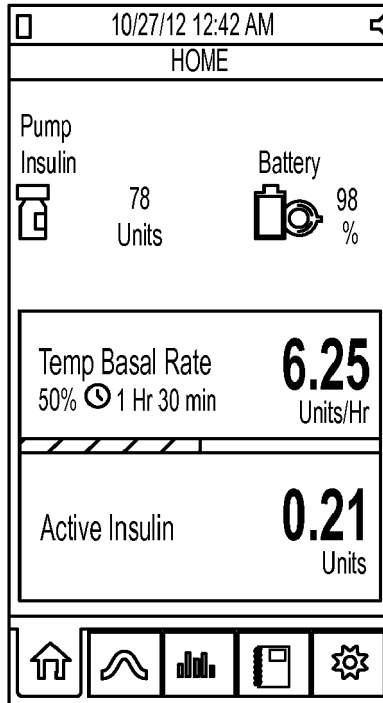 10/27/12 12:42 AM
HOME
Pump
Insulin
78
Units
Battery
98
%
Temp Basal Rate
50% 1 Hr 30 min
6.25
Units/Hr
Active Insulin
0.21
Units